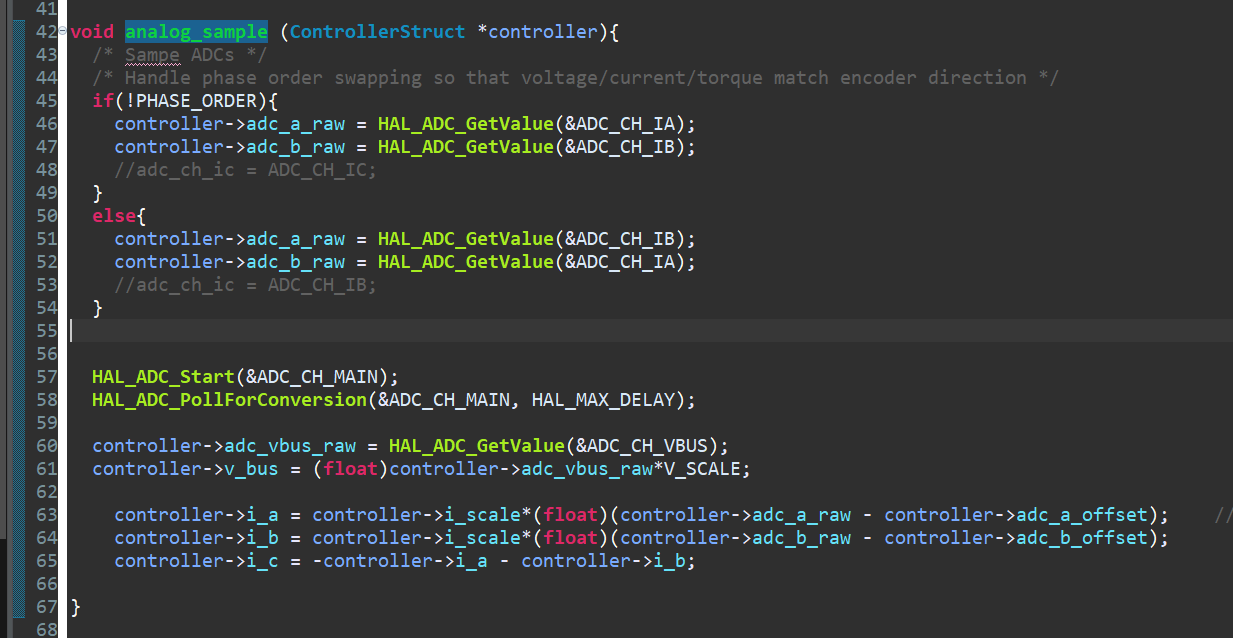 41
42 void analog_sample (ControllerStruct *controller){
43 /* Sampe ADCs */
44 /* Handle phase order swapping so that voltage/current/torque match encoder direction */
45 if(!PHASE_ORDER){
46 controller->adc_a_raw = HAL_ADC_GetValue(&ADC_CH_IA);
47 controller->adc_b_raw = HAL_ADC_GetValue(&ADC_CH_IB);
48 //adc_ch_ic = ADC_CH_IC;
49 }
50 else{
51 controller->adc_a_raw = HAL_ADC_GetValue(&ADC_CH_IB);
52 controller->adc_b_raw = HAL_ADC_GetValue(&ADC_CH_IA);
53 //adc_ch_ic = ADC_CH_IB;
54 }
55
56
57 HAL_ADC_Start(&ADC_CH_MAIN);
58 HAL_ADC_PollForConversion(&ADC_CH_MAIN, HAL_MAX_DELAY);
59
60 controller->adc_vbus_raw = HAL_ADC_GetValue(&ADC_CH_VBUS);
61 controller->v_bus = (float)controller->adc_vbus_raw*V_SCALE;
62
63 controller->i_a = controller->i_scale*(float)(controller->adc_a_raw - controller->adc_a_offset); //
64 controller->i_b = controller->i_scale*(float)(controller->adc_b_raw - controller->adc_b_offset);
65 controller->i_c = -controller->i_a - controller->i_b;
66
67 }
68